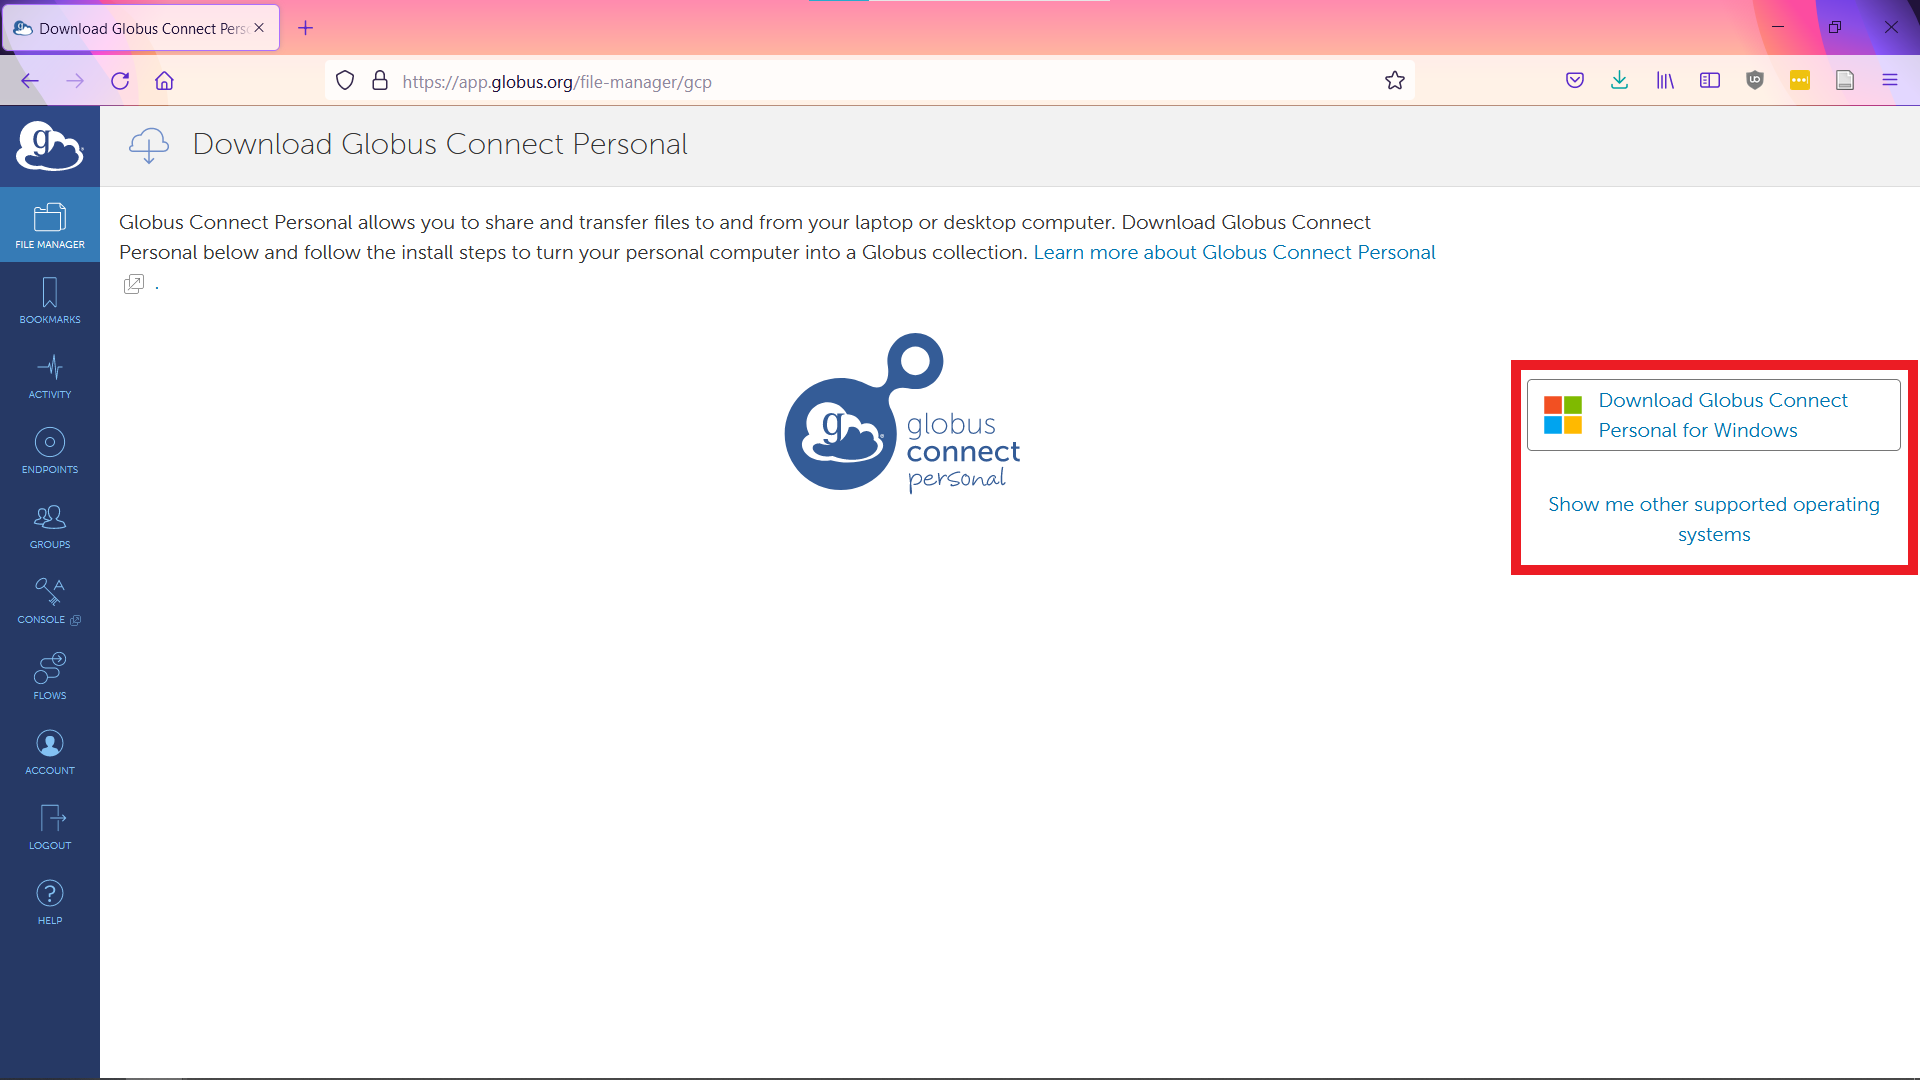 Download Globus Connect Pers
https://app.globus.org/file-manager/gcp
g
Download Globus Connect Personal
FILE MANAGER
BOOKMARKS
ACTIVITY
ENDPOINTS
GROUPS
A
CONSOLE
FLOWS
ACCOUNT
LOGOUT
?
HELP
Globus Connect Personal allows you to share and transfer files to and from your laptop or desktop computer. Download Globus Connect
Personal below and follow the install steps to turn your personal computer into a Globus collection. Learn more about Globus Connect Personal
.
g
globus
connect
personal
Download Globus Connect
Personal for Windows
Show me other supported operating
systems